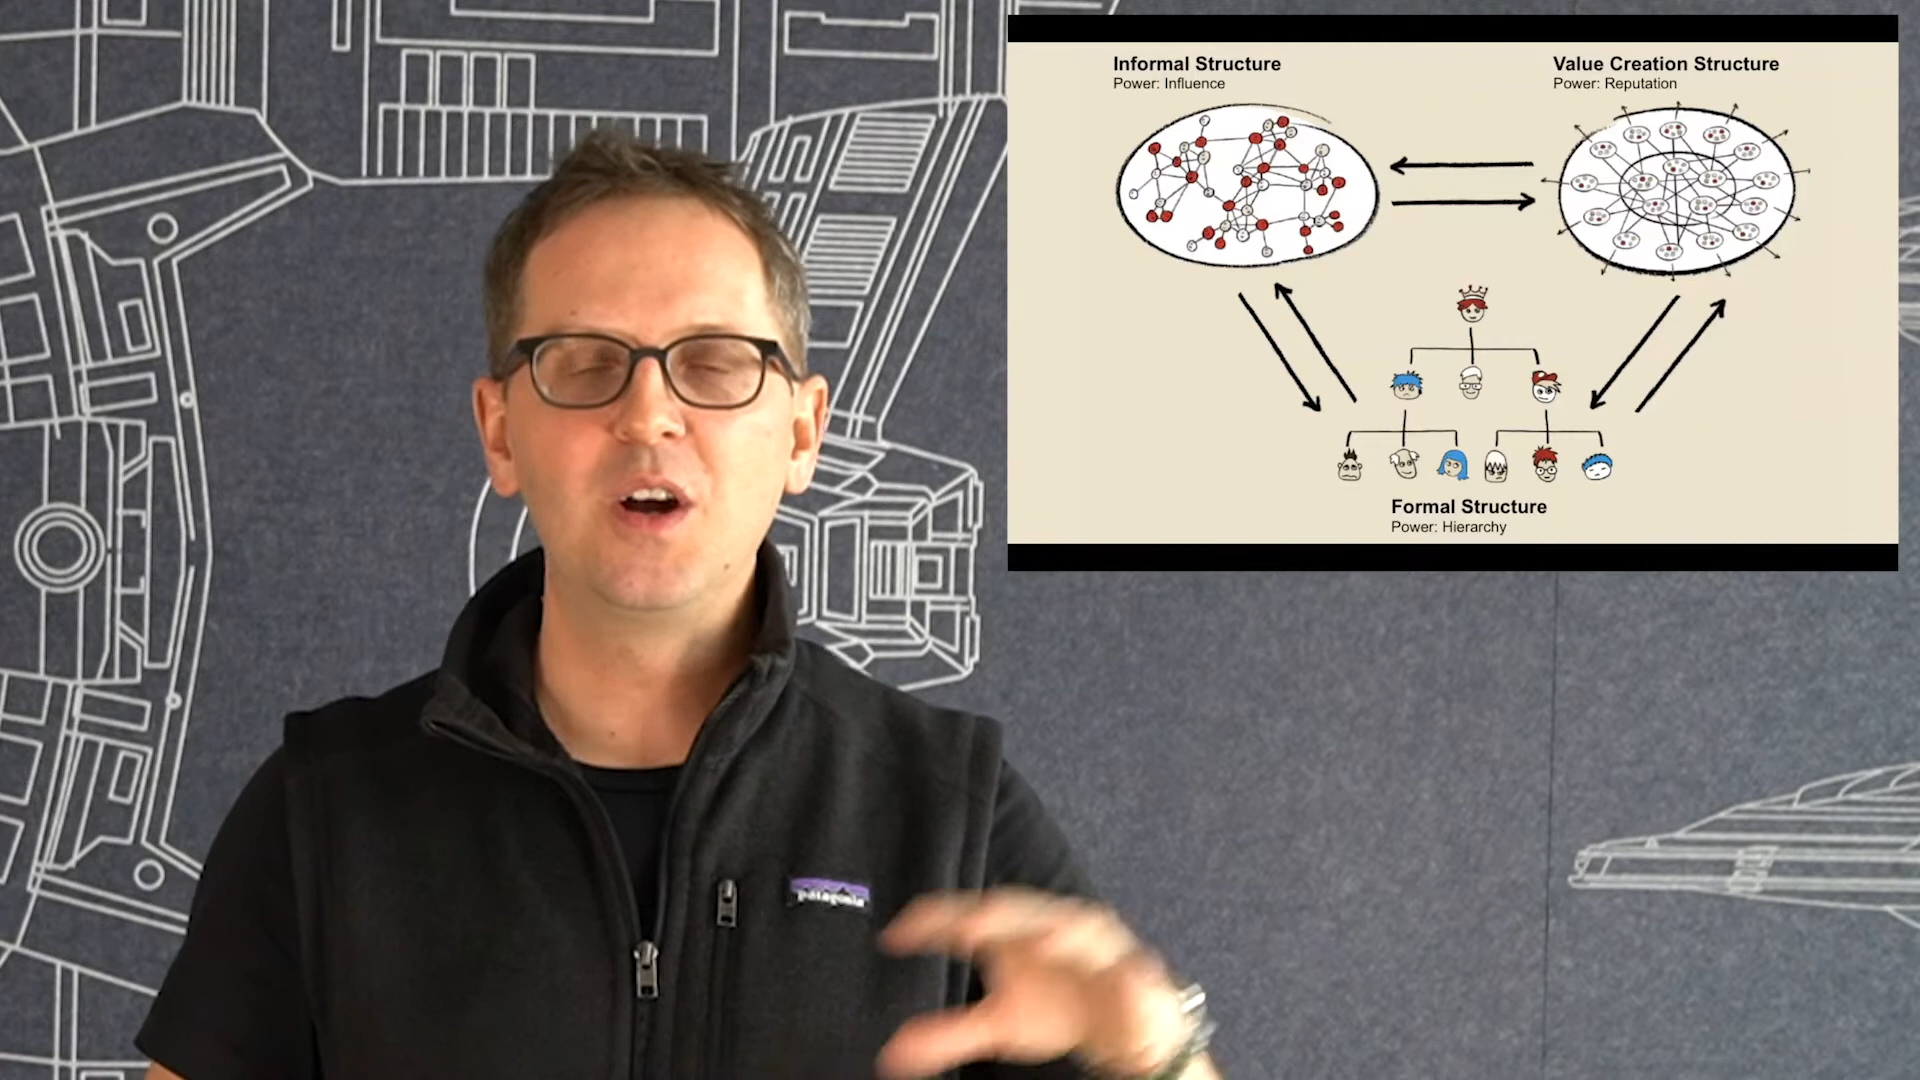 Informal Structure
Power: Influence
Value Creation Structure
Power: Reputation
Formal Structure
Power: Hierarchy
patagonia